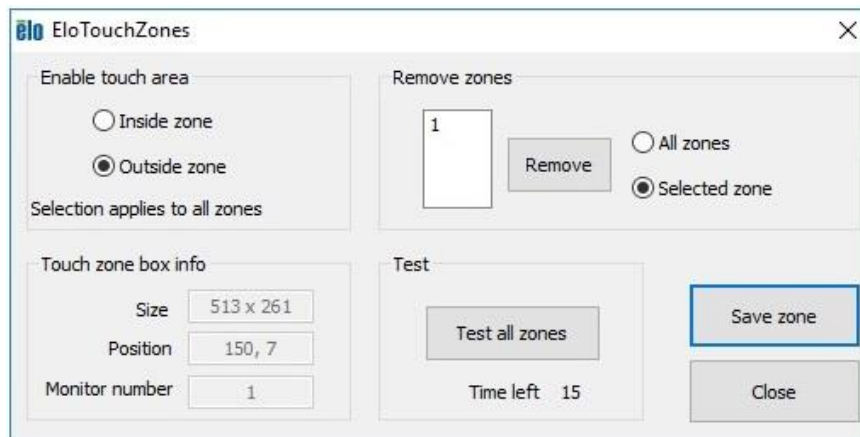 elo EloTouchZones
Enable touch area
Inside zone
Outside zone
Selection applies to all zones
Remove zones
1
Remove
All zones
Selected zone
Touch zone box info
Size 513 x 261
Position 150, 7
Monitor number 1
Test
Test all zones
Time left 15
Save zone
Close